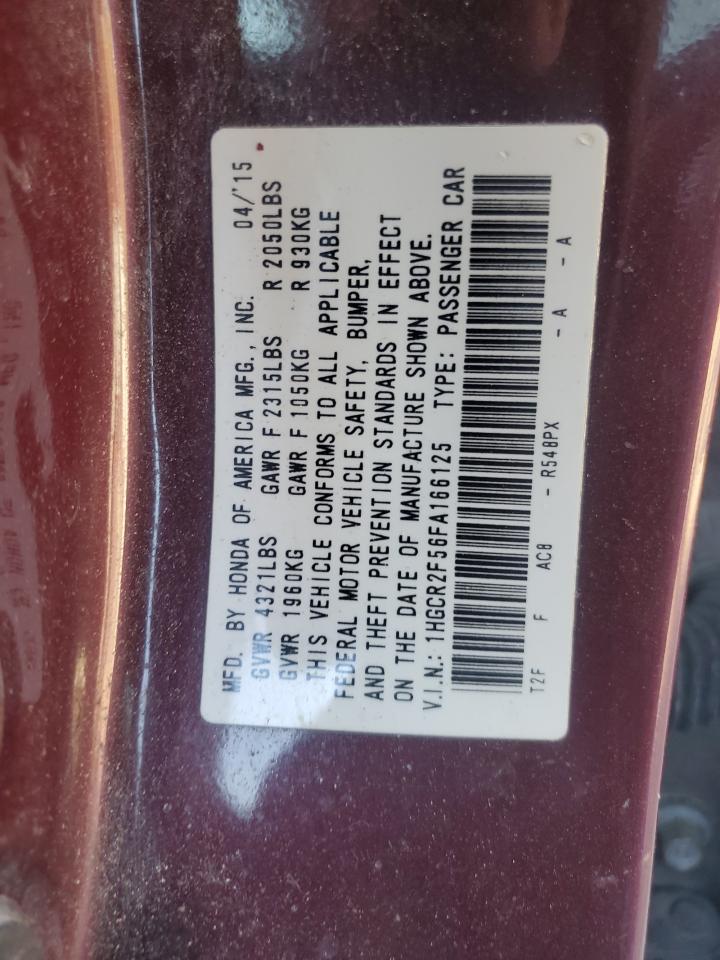 MFD. BY HONDA OF AMERICA MFG., INC. 04/'15
GVWR 4321LBS GAWR F 2315LBS R 2050LBS
GVWR 1960KG GAWR F 1050KG R 930KG
THIS VEHICLE CONFORMS TO ALL APPLICABLE
FEDERAL MOTOR VEHICLE SAFETY, BUMPER,
AND THEFT PREVENTION STANDARDS IN EFFECT
ON THE DATE OF MANUFACTURE SHOWN ABOVE.
V.I.N.: 1HGCR2F56FA166125 TYPE: PASSENGER CAR
T2F F AC8 - R548PX - A - A